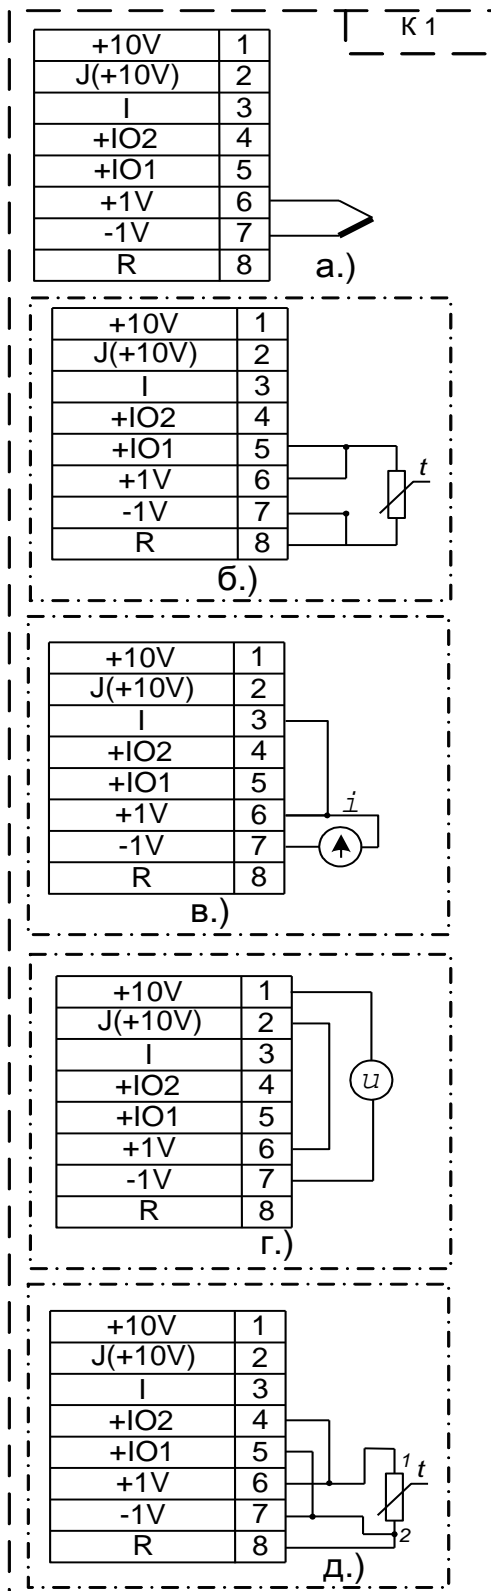 К 1
+10V 1
J(+10V) 2
I 3
+IO2 4
+IO1 5
+1V 6
-1V 7
R 8
а.)
+10V 1
J(+10V) 2
I 3
+IO2 4
+IO1 5
+1V 6
-1V 7
R 8
t
б.)
+10V 1
J(+10V) 2
I 3
+IO2 4
+IO1 5
+1V 6
-1V 7
R 8
i
в.)
+10V 1
J(+10V) 2
I 3
+IO2 4
+IO1 5
+1V 6
-1V 7
R 8
u
г.)
+10V 1
J(+10V) 2
I 3
+IO2 4
+IO1 5
+1V 6
-1V 7
R 8
1
t
2
д.)